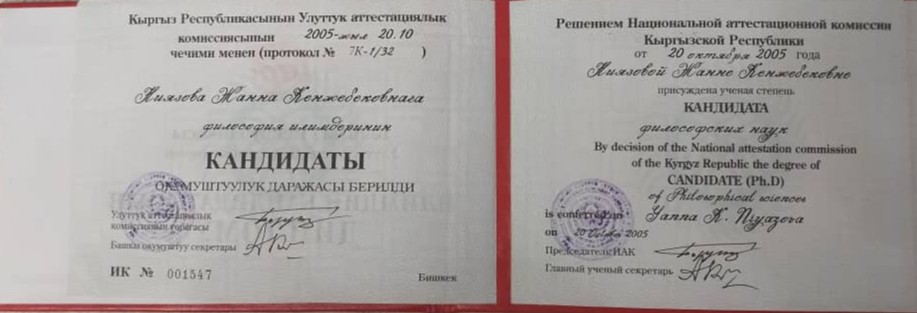 Кыргыз Республикасынын Улуттук аттестациялык
комиссиясынын 2005-жыл 20.10
чечими менен (протокол № 7К-1/32 )
Ниязова Жанна Кенжебековнага
философия илимдеринин
КАНДИДАТЫ
ОКУМУШТУУЛУК ДАРАЖАСЫ БЕРИЛДИ
Улуттук аттестациялык
комиссиянын төрагасы
Башкы окумуштуу секретары
ИК № 001547
Бишкек
Решением Национальной аттестационной комиссии
Кыргызской Республики
от 20 октября 2005 года
Ниязовой Жанне Кенжебековне
присуждена ученая степень
КАНДИДАТА
философских наук
By decision of the National attestation commission
of the Kyrgyz Republic the degree of
CANDIDATE (Ph.D)
of Philosophical sciences
is conferred on Yanna K. Niyazova
on 20 October 2005
Председатель НАК
Главный ученый секретарь